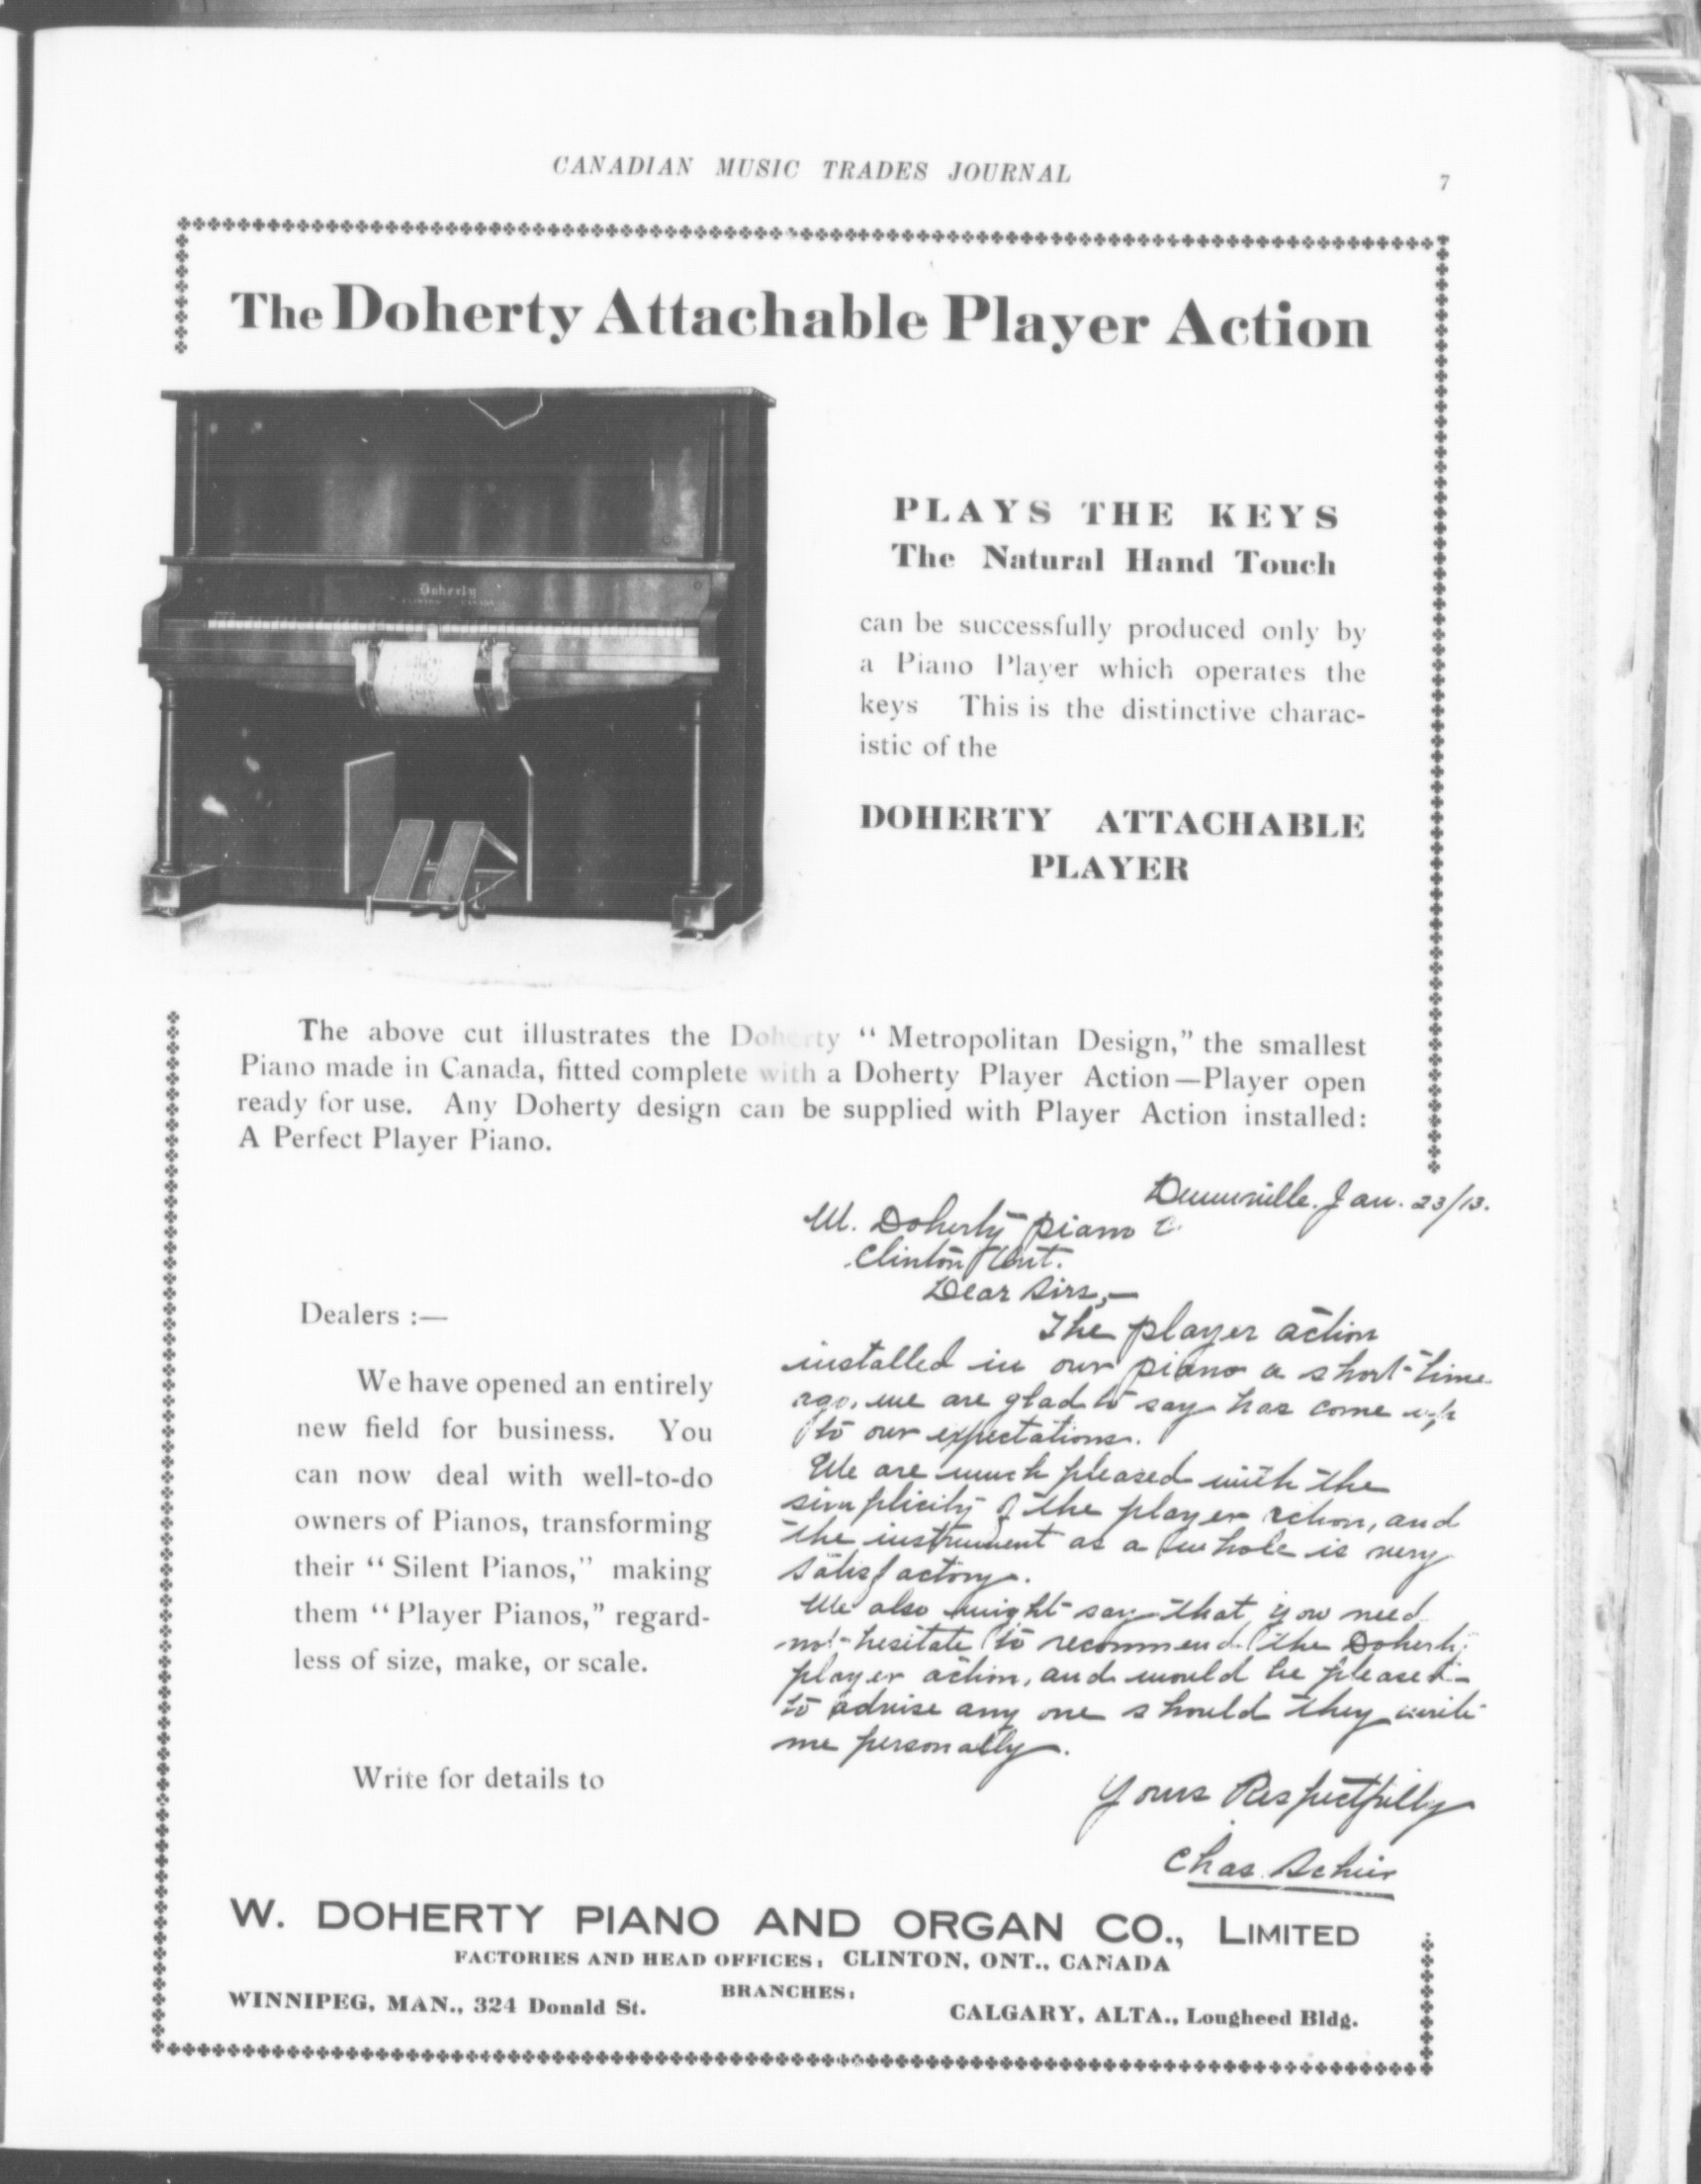 CANADIAN MUSIC TRADES JOURNAL
7
The Doherty Attachable Player Action
Doherty
PLAYS THE KEYS
The Natural Hand Touch
can be successfully produced only by
a Piano Player which operates the
keys This is the distinctive charac-
istic of the
DOHERTY ATTACHABLE
PLAYER
The above cut illustrates the Doherty “ Metropolitan Design,” the smallest
Piano made in Canada, fitted complete with a Doherty Player Action—Player open
ready for use. Any Doherty design can be supplied with Player Action installed:
A Perfect Player Piano.
Dealers :—
We have opened an entirely
new field for business. You
can now deal with well-to-do
owners of Pianos, transforming
their “ Silent Pianos,” making
them “ Player Pianos,” regard-
less of size, make, or scale.
Write for details to
Dunnville. Jan. 23/13.
W. Doherty piano
Clinton Ont.
Dear Sirs,—
The player action
installed in our piano a short time
ago, we are glad to say has come up
to our expectations.
We are much pleased with the
simplicity of the player action, and
the instrument as a whole is very
satisfactory.
We also might say that you need
not hesitate to recommend the Doherty
player action, and would be pleased
to advise any one should they write
me personally.
Yours Respectfully
Chas.
W. DOHERTY PIANO AND ORGAN CO., LIMITED
FACTORIES AND HEAD OFFICES: CLINTON, ONT., CANADA
BRANCHES:
WINNIPEG, MAN., 324 Donald St.
CALGARY, ALTA., Lougheed Bldg.